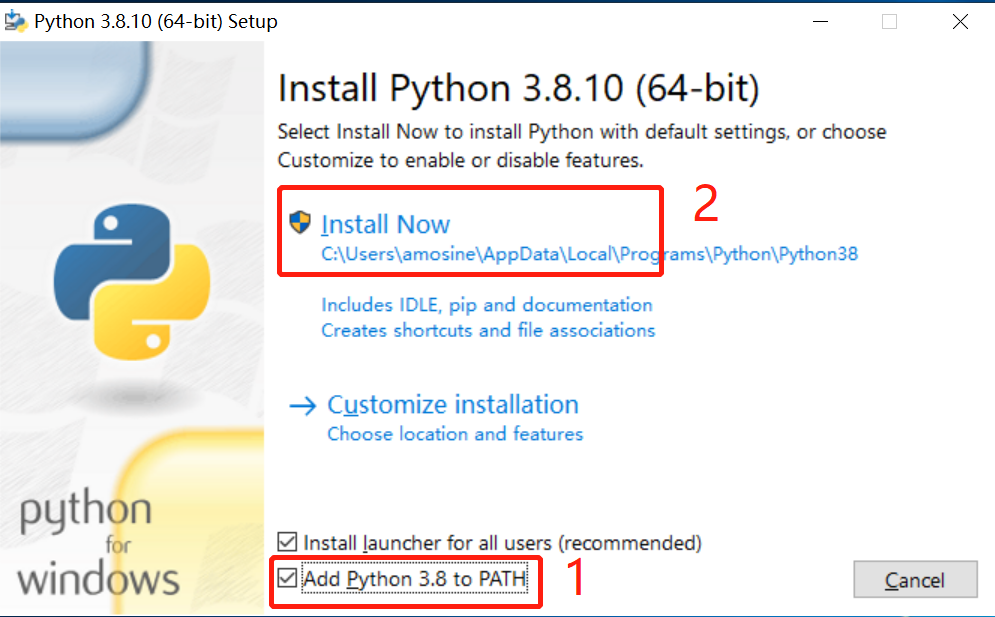 Python 3.8.10 (64-bit) Setup
Install Python 3.8.10 (64-bit)
Select Install Now to install Python with default settings, or choose
Customize to enable or disable features.
2
Install Now
C:\Users\amosine\AppData\Local\Programs\Python\Python38
Includes IDLE, pip and documentation
Creates shortcuts and file associations
Customize installation
Choose location and features
python
for
windows
Install launcher for all users (recommended)
Add Python 3.8 to PATH
1
Cancel